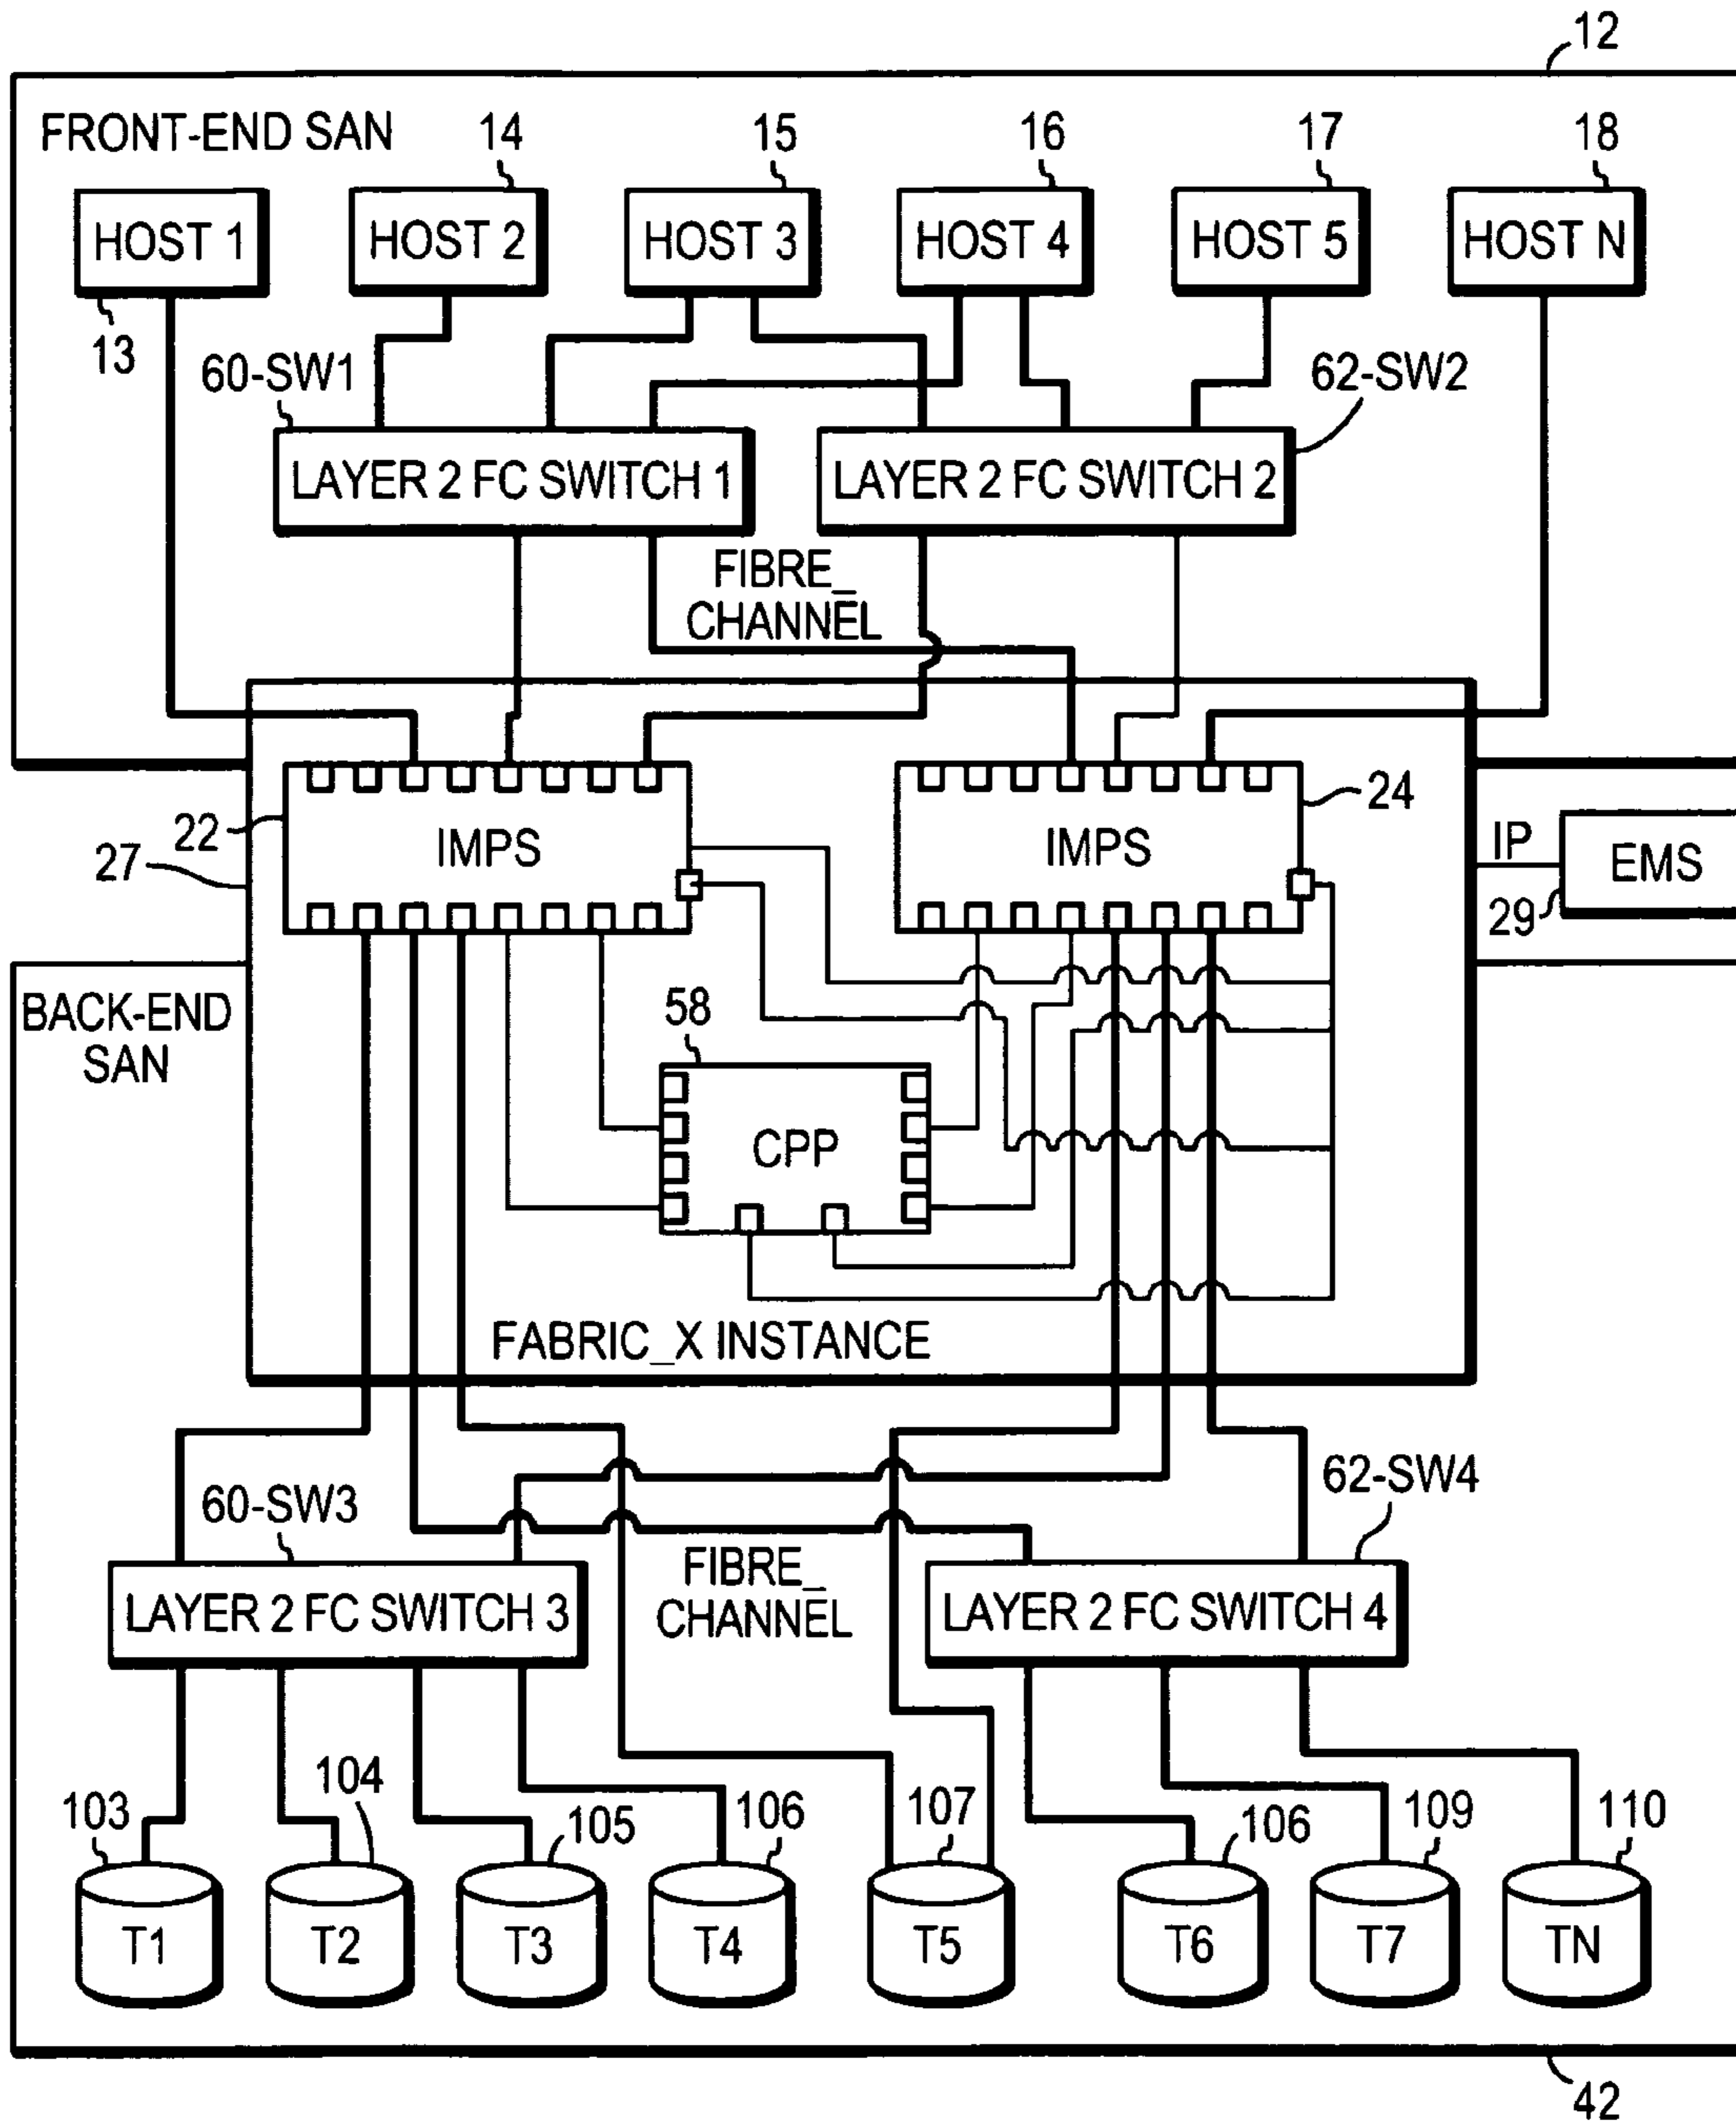 12
FRONT-END SAN
14
15
16
17
18
HOST 1
HOST 2
HOST 3
HOST 4
HOST 5
HOST N
13
60-SW1
62-SW2
LAYER 2 FC SWITCH 1
LAYER 2 FC SWITCH 2
FIBRE_
CHANNEL
22
IMPS
IMPS
24
27
IP
EMS
29
BACK-END
SAN
58
CPP
FABRIC_X INSTANCE
60-SW3
62-SW4
FIBRE_
CHANNEL
LAYER 2 FC SWITCH 3
LAYER 2 FC SWITCH 4
103
104
105
106
107
106
109
110
T1
T2
T3
T4
T5
T6
T7
TN
42